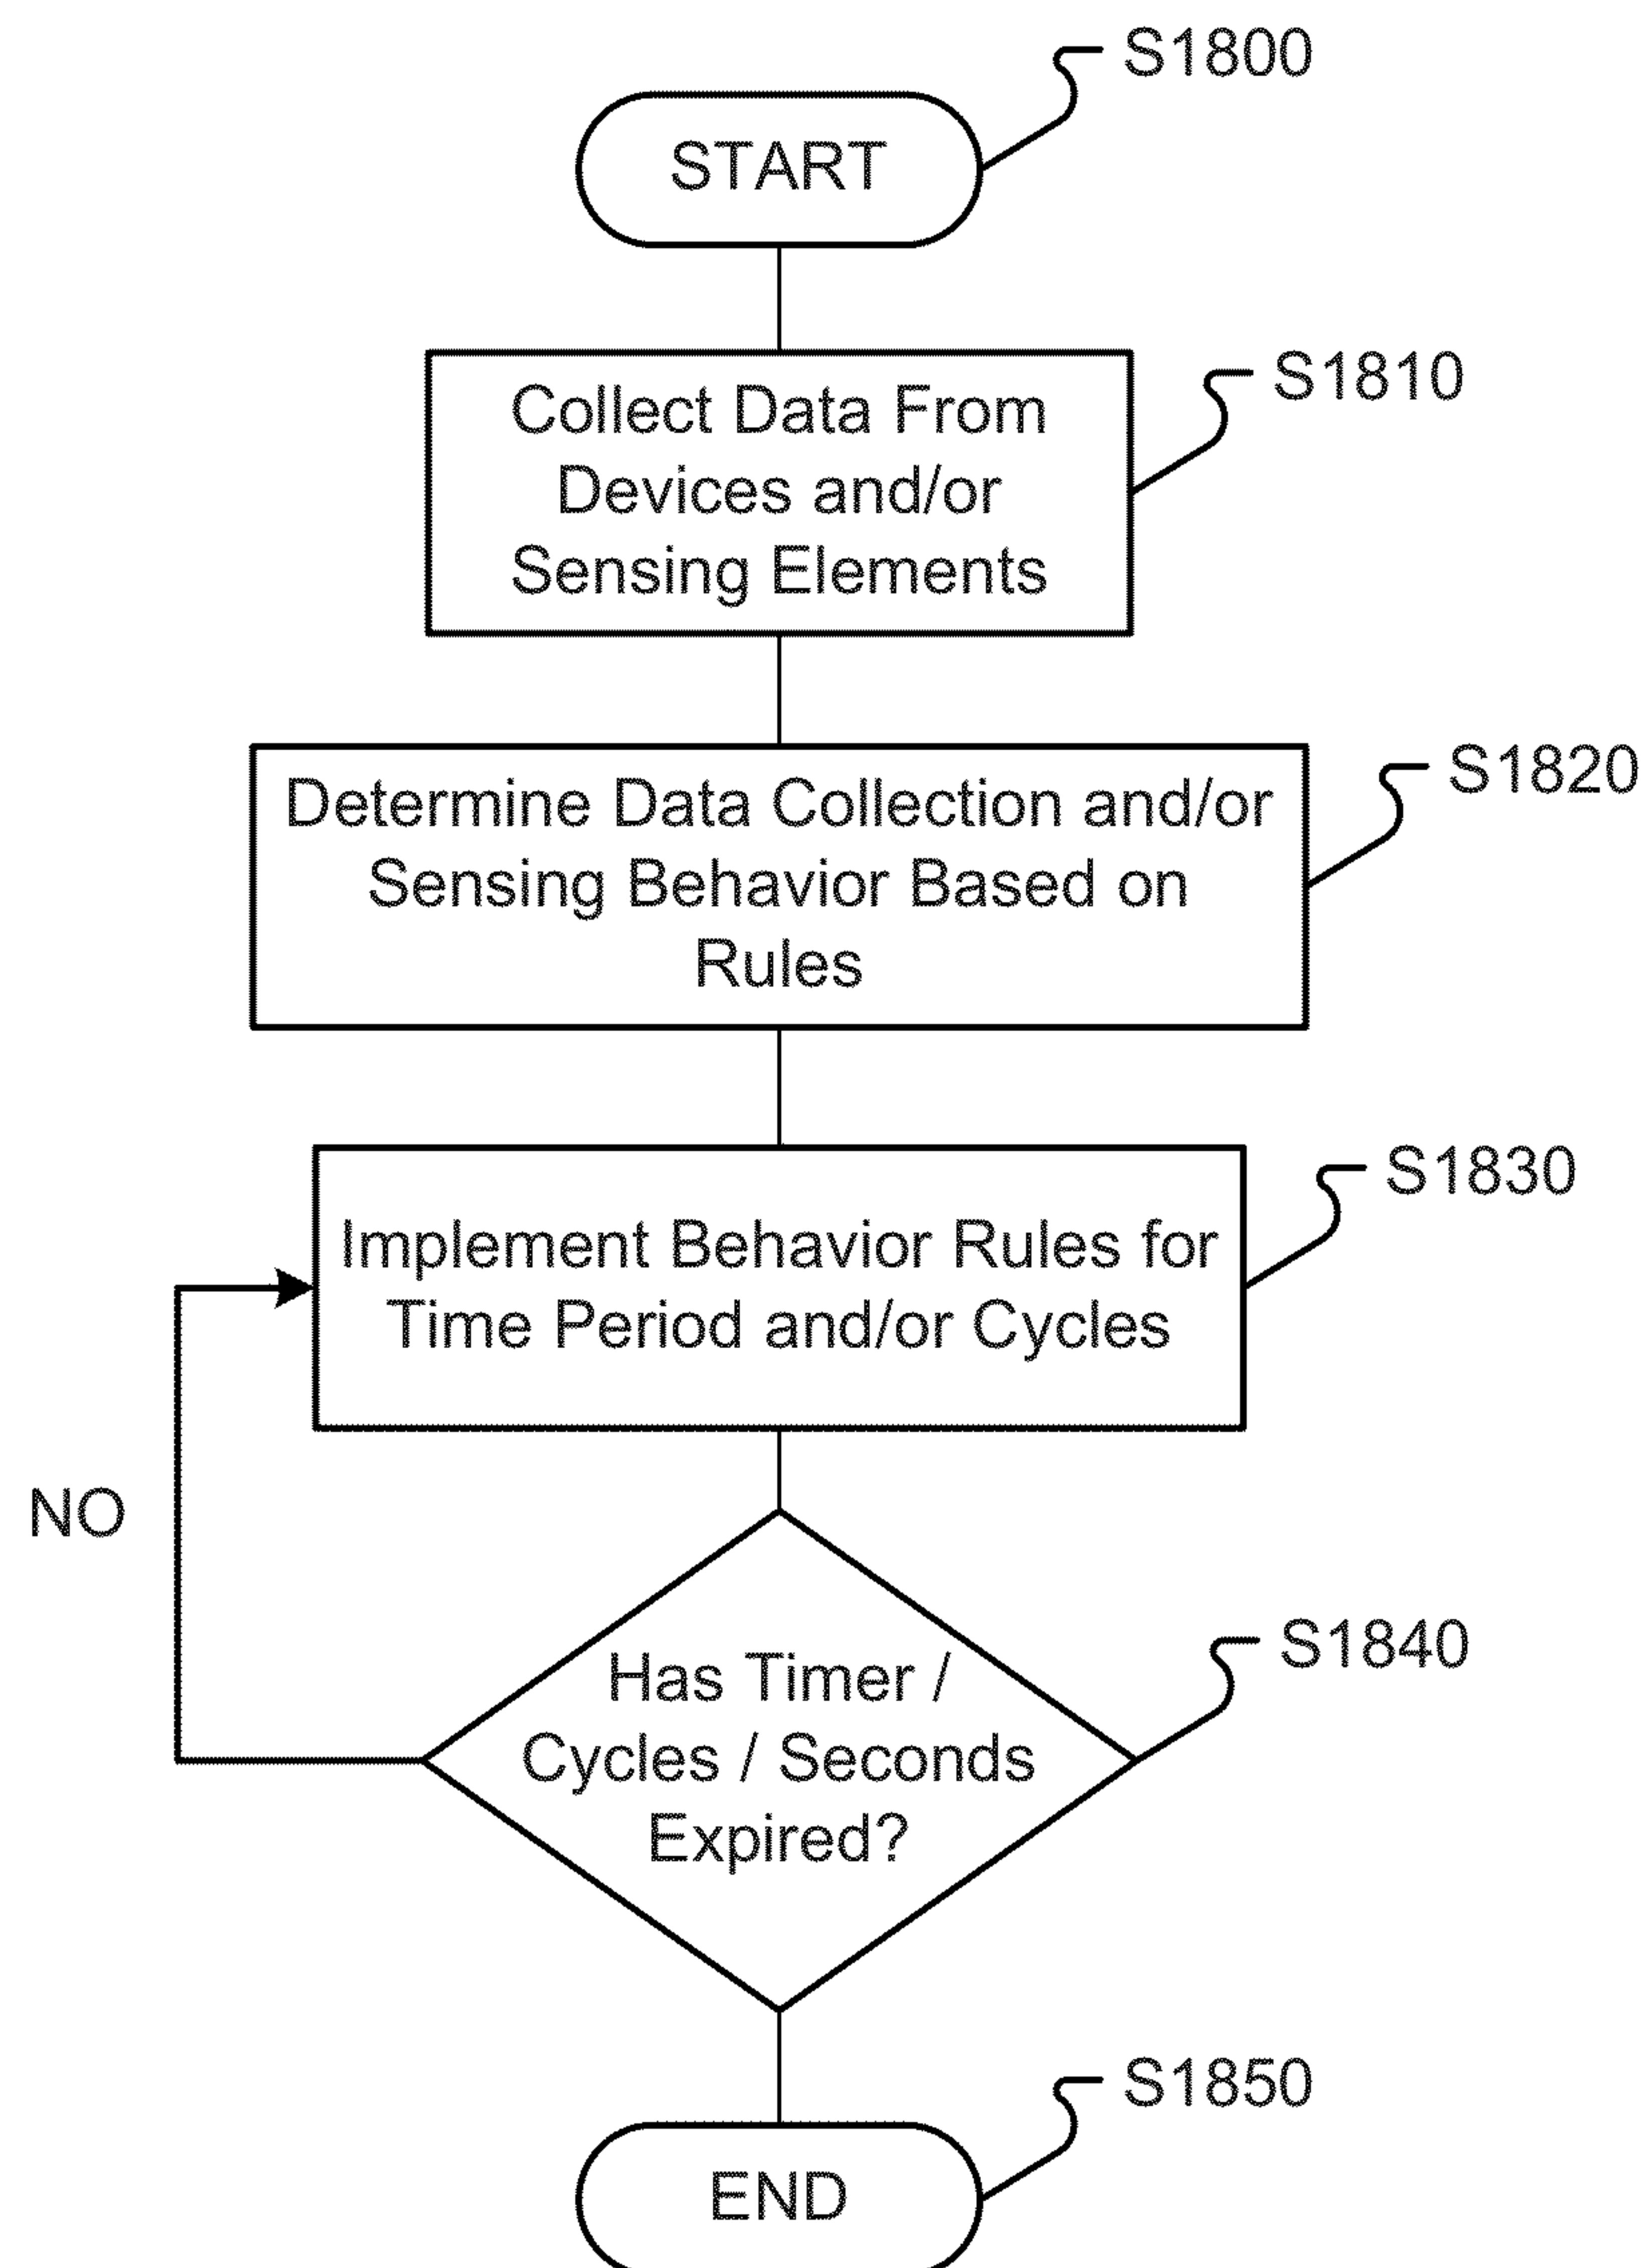 S1800
START
S1810
Collect Data From
Devices and/or
Sensing Elements
S1820
Determine Data Collection and/or
Sensing Behavior Based on
Rules
S1830
Implement Behavior Rules for
Time Period and/or Cycles
NO
S1840
Has Timer /
Cycles / Seconds
Expired?
S1850
END